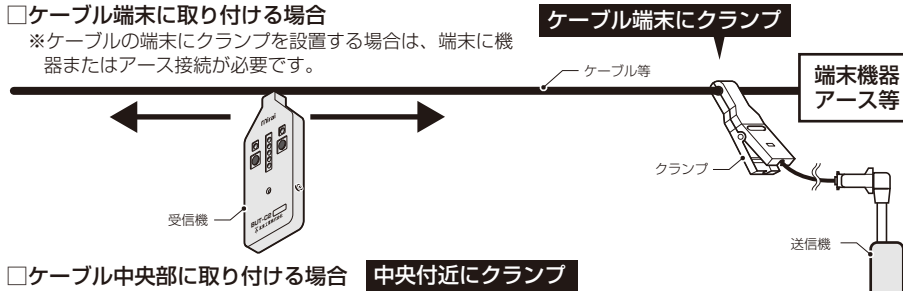 □ケーブル端末に取り付ける場合
※ケーブルの端末にクランプを設置する場合は、端末に機
器またはアース接続が必要です。
ケーブル端末にクランプ
ケーブル等
端末機器
アース等
mirai
クランプ
受信機
BUT-02
送信機
□ケーブル中央部に取り付ける場合
中央付近にクランプ